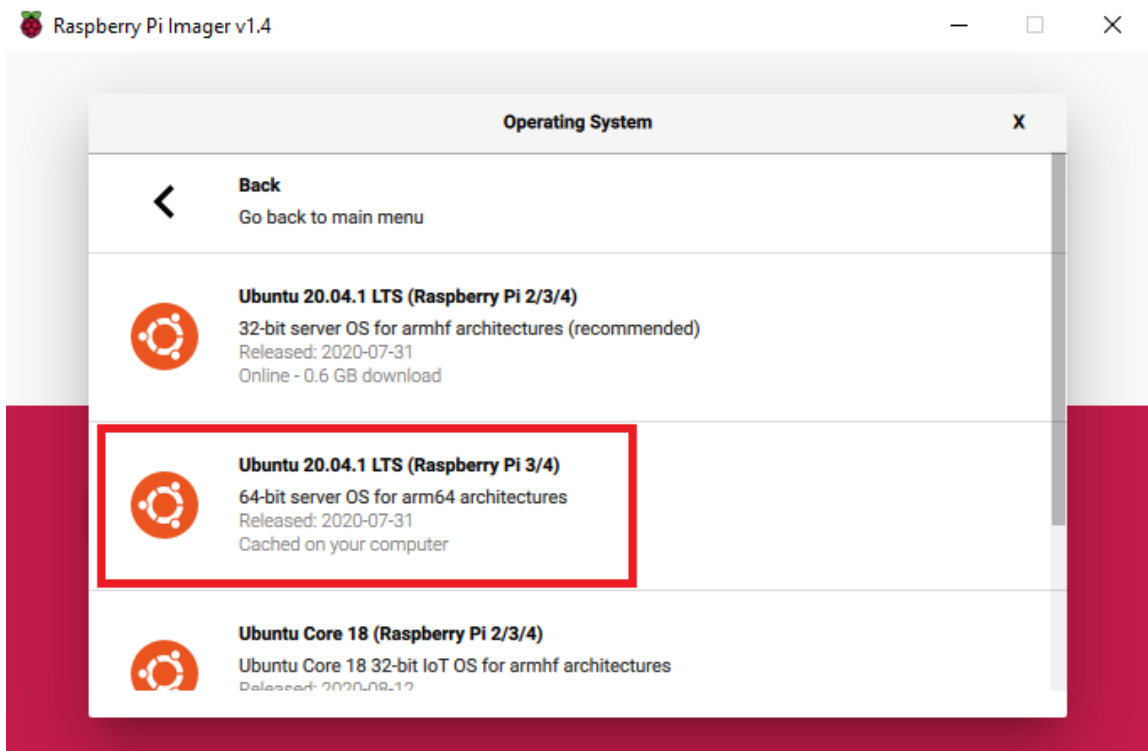 Raspberry Pi Imager v1.4
Operating System
X
Back
Go back to main menu
Ubuntu 20.04.1 LTS (Raspberry Pi 2/3/4)
32-bit server OS for armhf architectures (recommended)
Released: 2020-07-31
Online - 0.6 GB download
Ubuntu 20.04.1 LTS (Raspberry Pi 3/4)
64-bit server OS for arm64 architectures
Released: 2020-07-31
Cached on your computer
Ubuntu Core 18 (Raspberry Pi 2/3/4)
Ubuntu Core 18 32-bit IoT OS for armhf architectures
Released: 2020-08-12